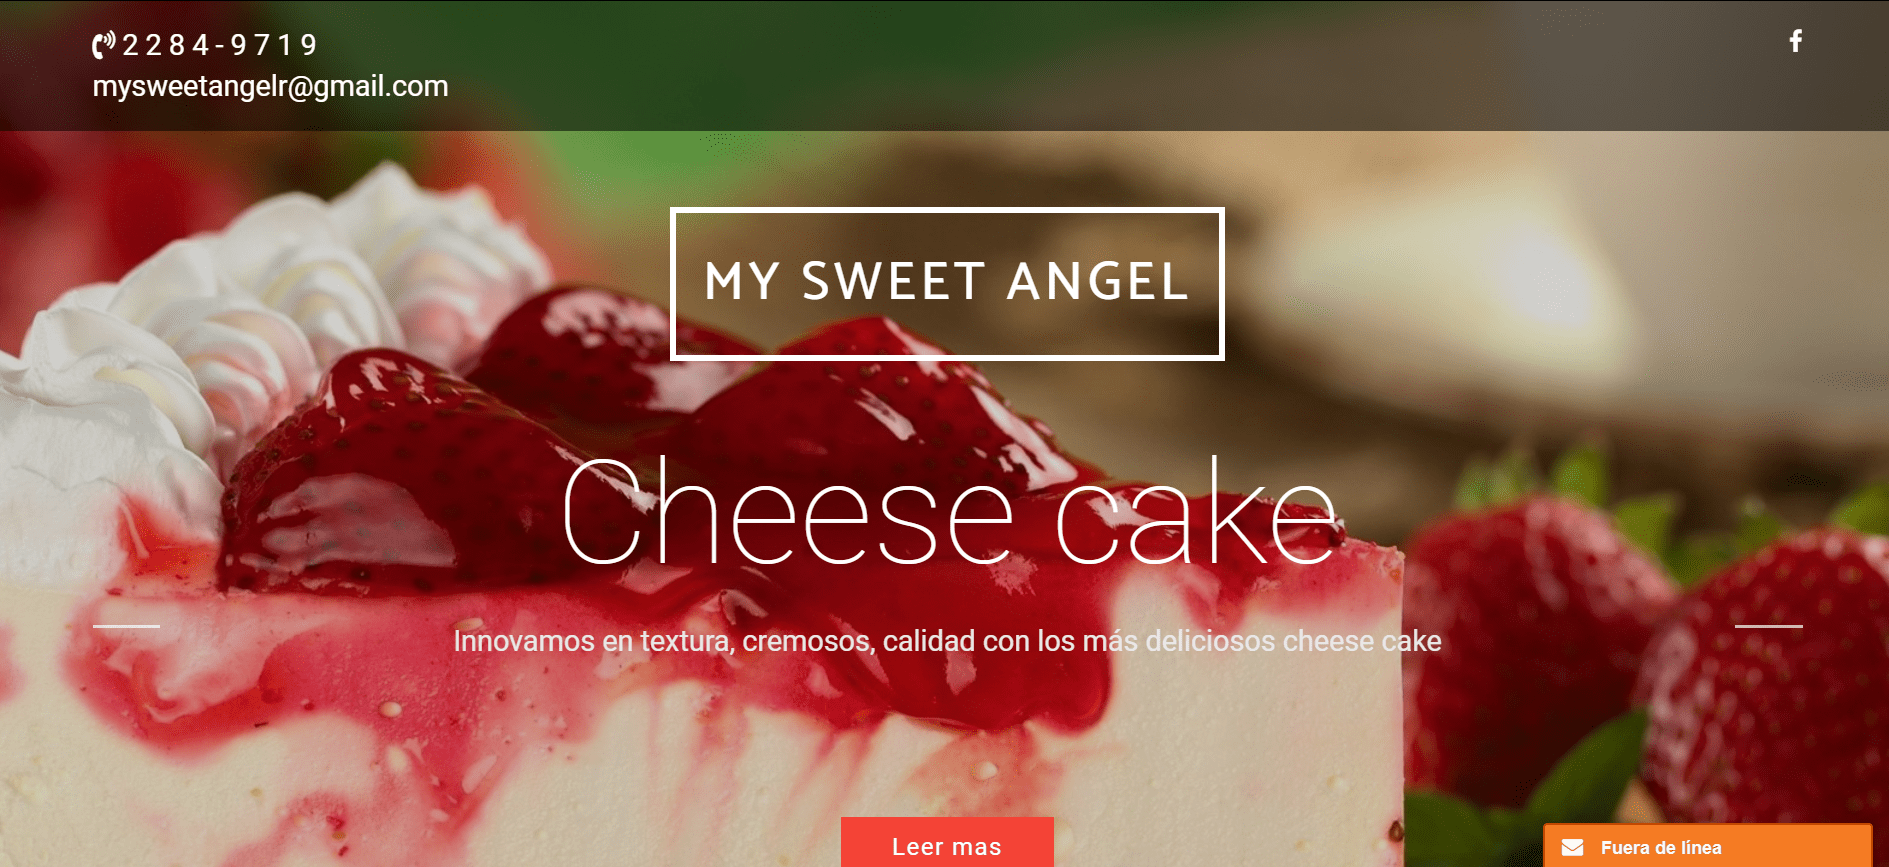 2284-9719
mysweetangelr@gmail.com
MY SWEET ANGEL
Cheese cake
Innovamos en textura, cremosos, calidad con los más deliciosos cheese cake
Leer mas
Fuera de línea